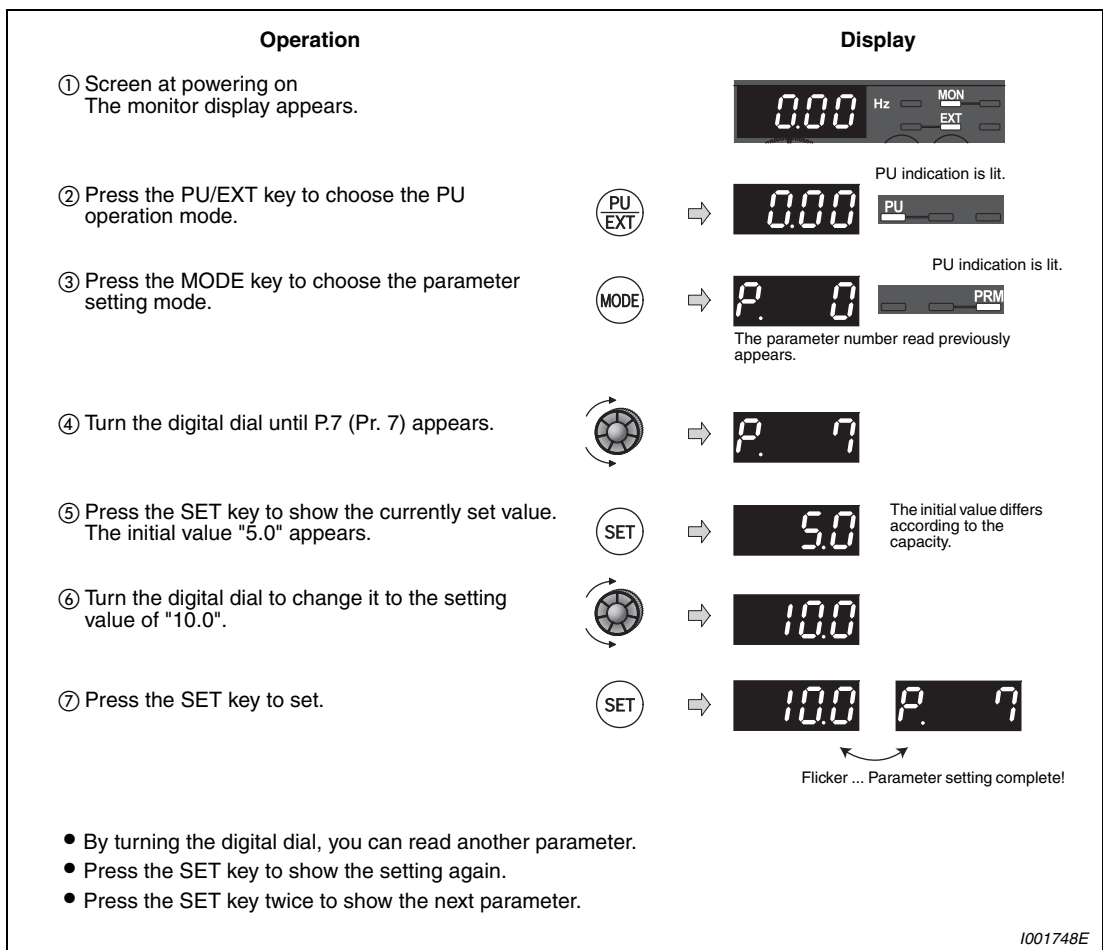 Operation
Display
① Screen at powering on
The monitor display appears.
0.00
Hz
MON
EXT
② Press the PU/EXT key to choose the PU
operation mode.
PU
EXT
0.00
PU indication is lit.
PU
③ Press the MODE key to choose the parameter
setting mode.
MODE
P. 0
PU indication is lit.
PRM
The parameter number read previously
appears.
④ Turn the digital dial until P.7 (Pr. 7) appears.
P. 7
⑤ Press the SET key to show the currently set value.
The initial value "5.0" appears.
SET
5.0
The initial value differs
according to the
capacity.
⑥ Turn the digital dial to change it to the setting
value of "10.0".
10.0
⑦ Press the SET key to set.
SET
10.0
P. 7
Flicker ... Parameter setting complete!
• By turning the digital dial, you can read another parameter.
• Press the SET key to show the setting again.
• Press the SET key twice to show the next parameter.
I001748E